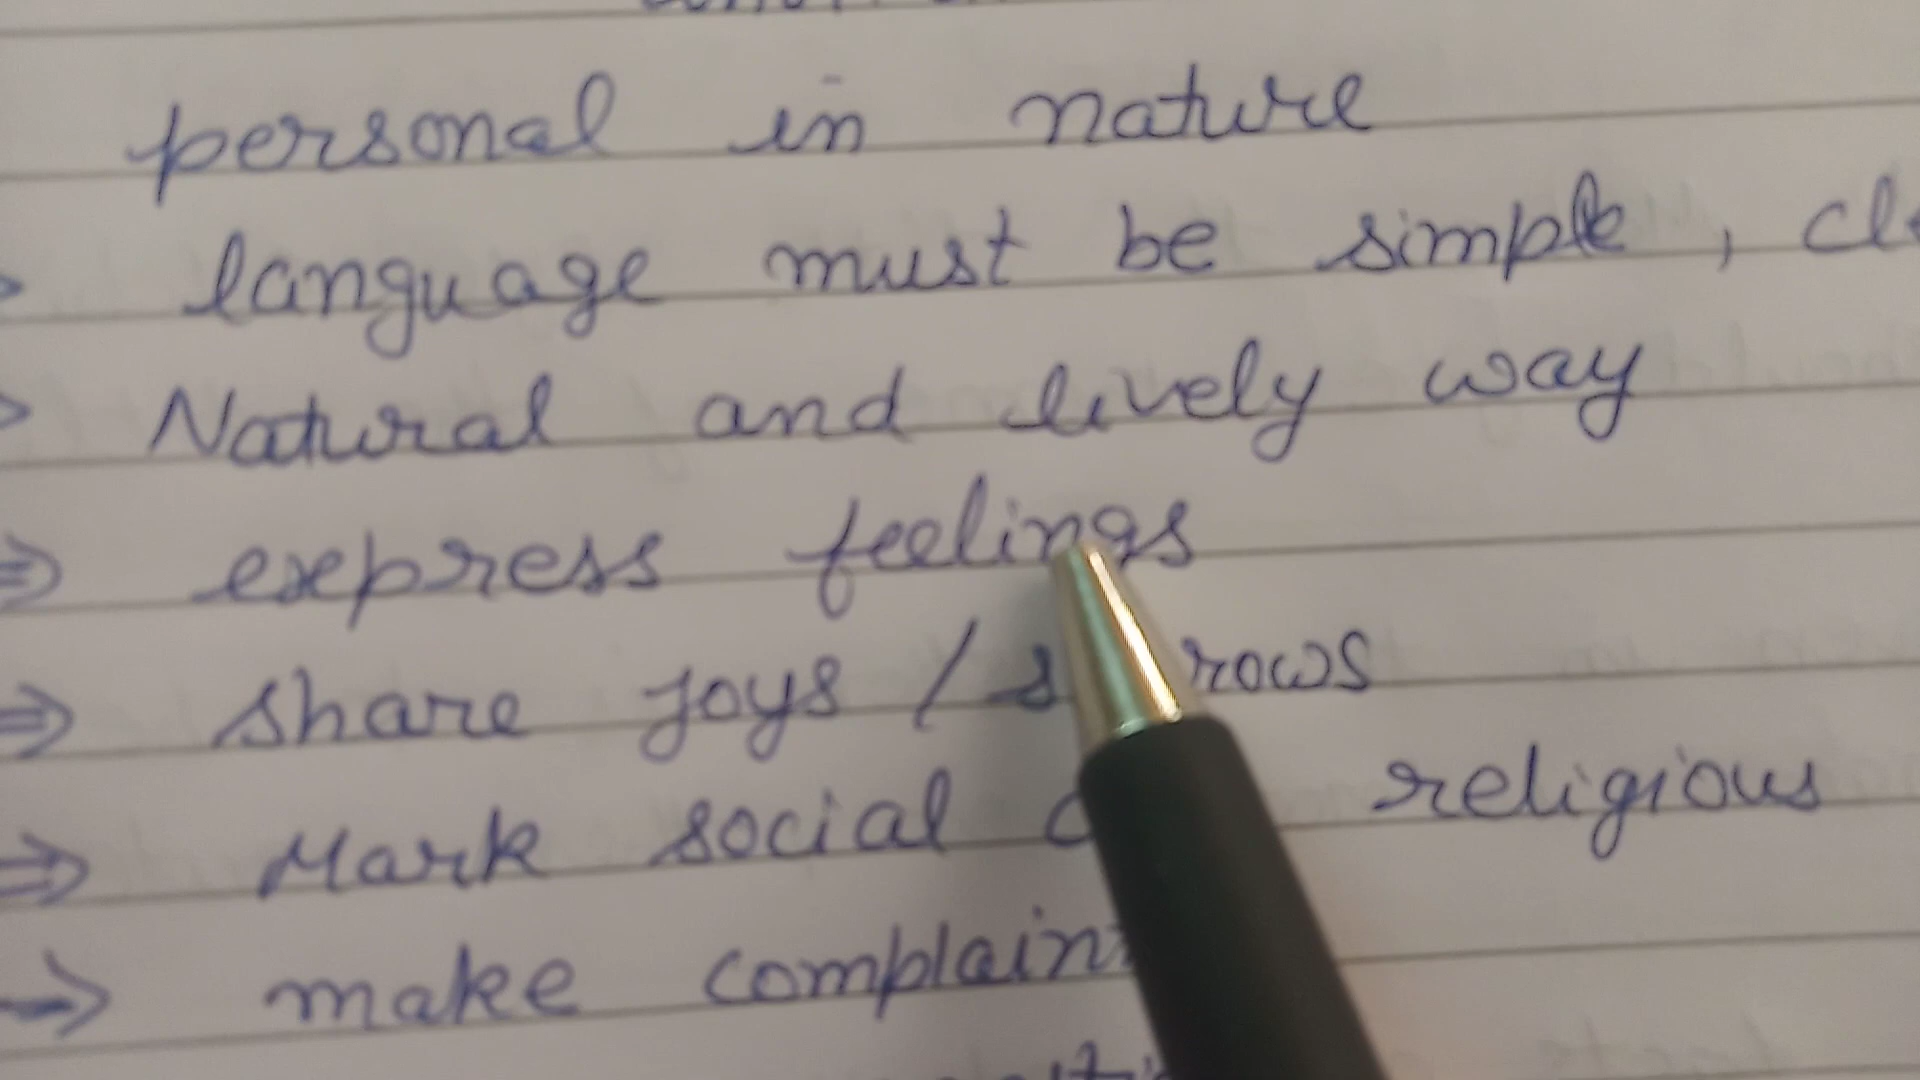 personal in nature
language must be simple,
Natural and lively way
⇒ express feelings
⇒ share joys /
⇒ Mark social religious
→ make